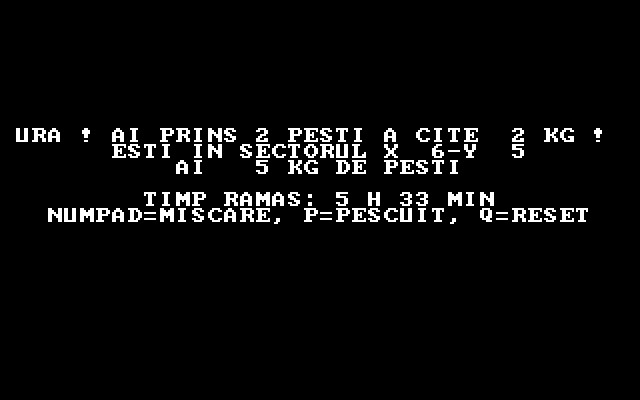 URA ! AI PRINS 2 PESTI A CITE  2 KG !
ESTI IN SECTORUL X  6-Y  5
AI   5 KG DE PESTI
TIMP RAMAS: 5 H 33 MIN
NUMPAD=MISCARE, P=PESCUIT, Q=RESET